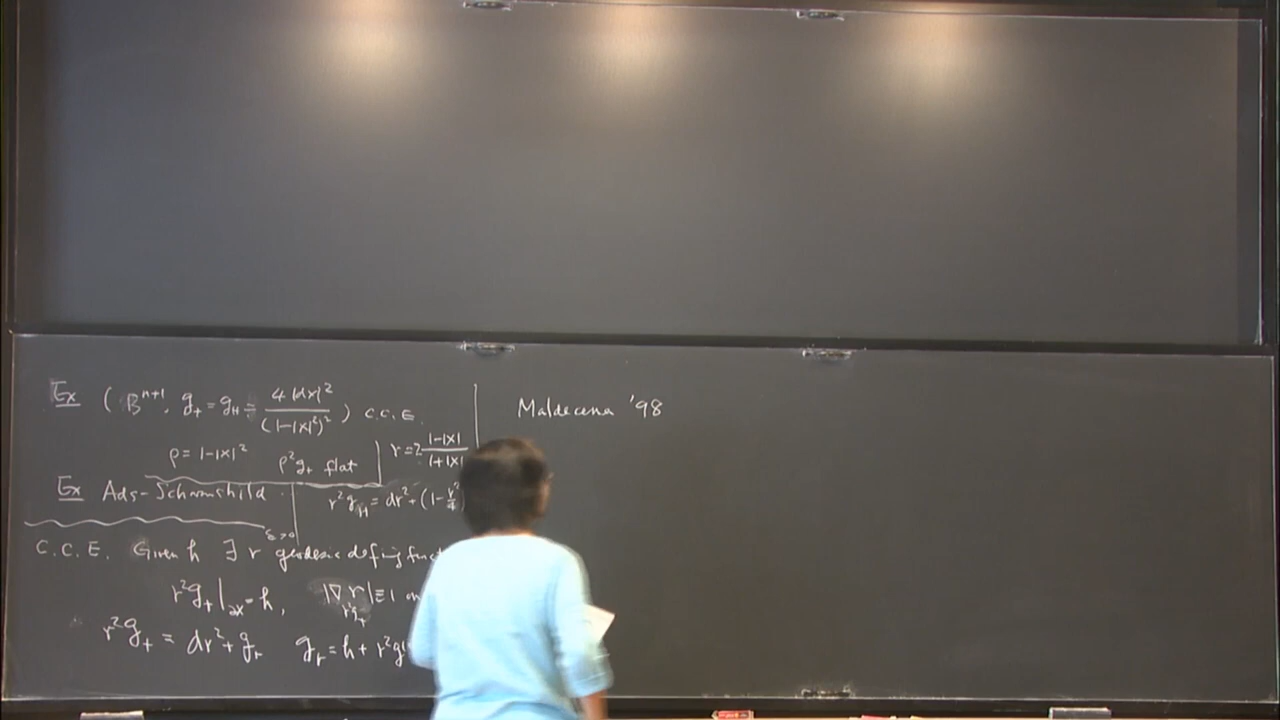 Ex (B^{n+1}, g_+ = g_H = 4|dx|^2 / (1-|x|^2)^2) C.C.E.
ρ = 1-|x|^2 ρ^2 g_+ flat
r = 2 (1-|x|)/(1+|x|)
Ex Ads-Schwarzschild
r^2 g_H = dr^2 + (1 - r^2/4)
C.C.E. Given h ∃ r geodesic defining
r^2 g_+|_{∂X} = h, |∇r|_{r^2 g_+} ≡ 1 on
r^2 g_+ = dr^2 + g_r g_r = h + r^2 g
Maldecena '98